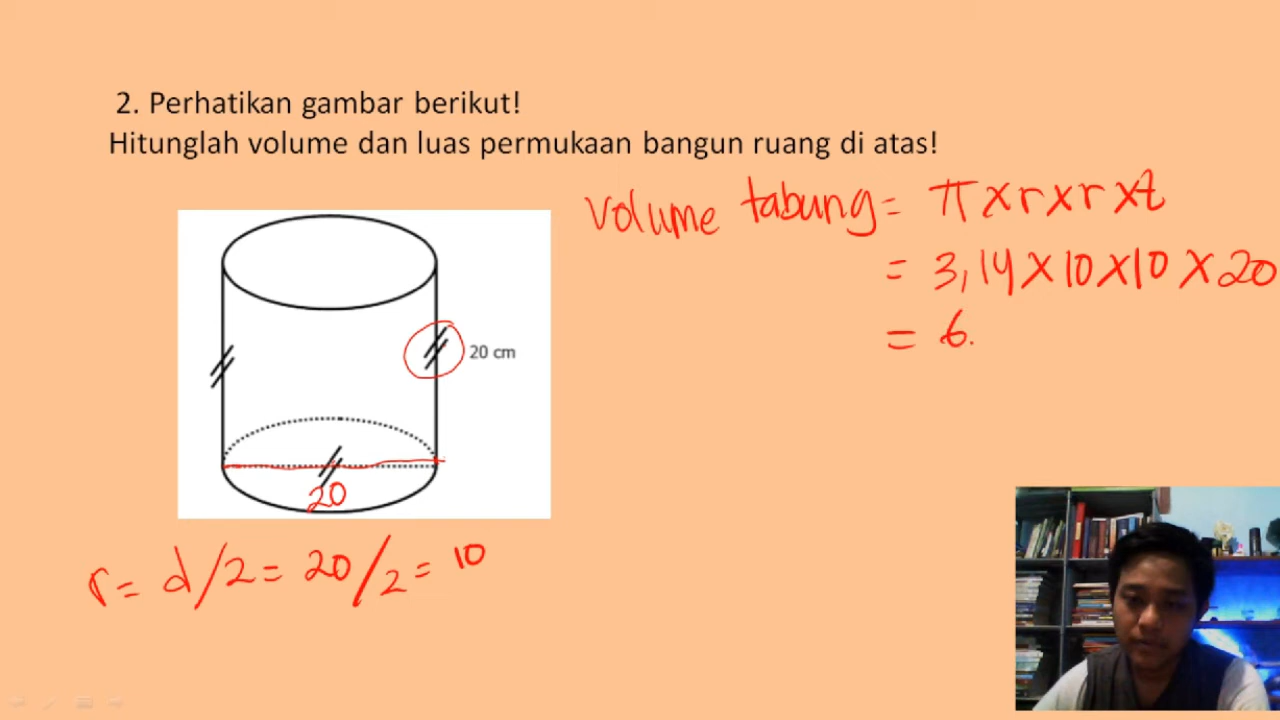 2. Perhatikan gambar berikut!
Hitunglah volume dan luas permukaan bangun ruang di atas!
Volume tabung = π x r x r x t
= 3,14 x 10 x 10 x 20
= 6.
20 cm
20
r = d/2 = 20/2 = 10